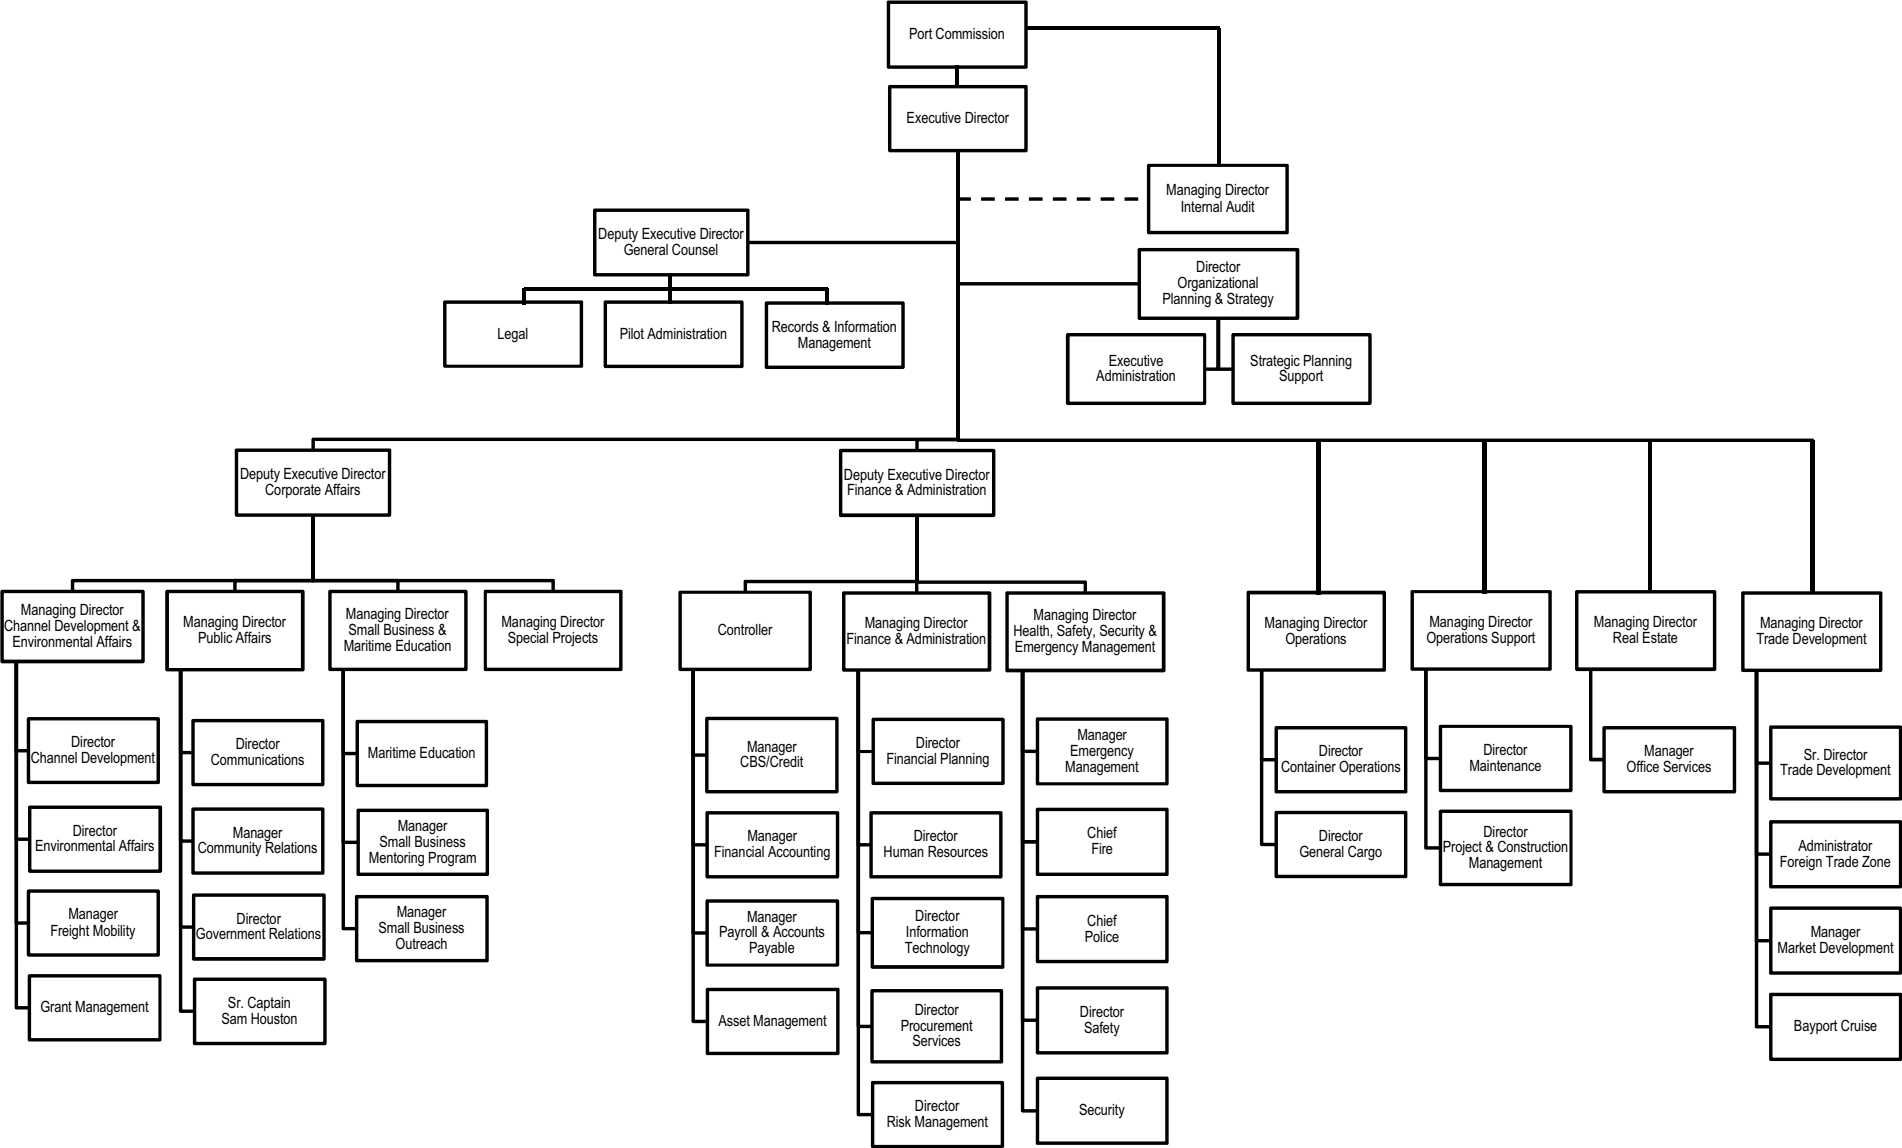 Port Commission
Executive Director
Managing Director
Internal Audit
Deputy Executive Director
General Counsel
Director
Organizational
Planning & Strategy
Legal
Pilot Administration
Records & Information
Management
Executive
Administration
Strategic Planning
Support
Deputy Executive Director
Corporate Affairs
Deputy Executive Director
Finance & Administration
Managing Director
Channel Development &
Environmental Affairs
Managing Director
Public Affairs
Managing Director
Small Business &
Maritime Education
Managing Director
Special Projects
Controller
Managing Director
Finance & Administration
Managing Director
Health, Safety, Security &
Emergency Management
Managing Director
Operations
Managing Director
Operations Support
Managing Director
Real Estate
Managing Director
Trade Development
Director
Channel Development
Director
Environmental Affairs
Manager
Freight Mobility
Grant Management
Director
Communications
Manager
Community Relations
Director
Government Relations
Sr. Captain
Sam Houston
Maritime Education
Manager
Small Business
Mentoring Program
Manager
Small Business
Outreach
Manager
CBS/Credit
Manager
Financial Accounting
Manager
Payroll & Accounts
Payable
Asset Management
Director
Financial Planning
Director
Human Resources
Director
Information
Technology
Director
Procurement
Services
Director
Risk Management
Manager
Emergency
Management
Chief
Fire
Chief
Police
Director
Safety
Security
Director
Container Operations
Director
General Cargo
Director
Maintenance
Director
Project & Construction
Management
Manager
Office Services
Sr. Director
Trade Development
Administrator
Foreign Trade Zone
Manager
Market Development
Bayport Cruise